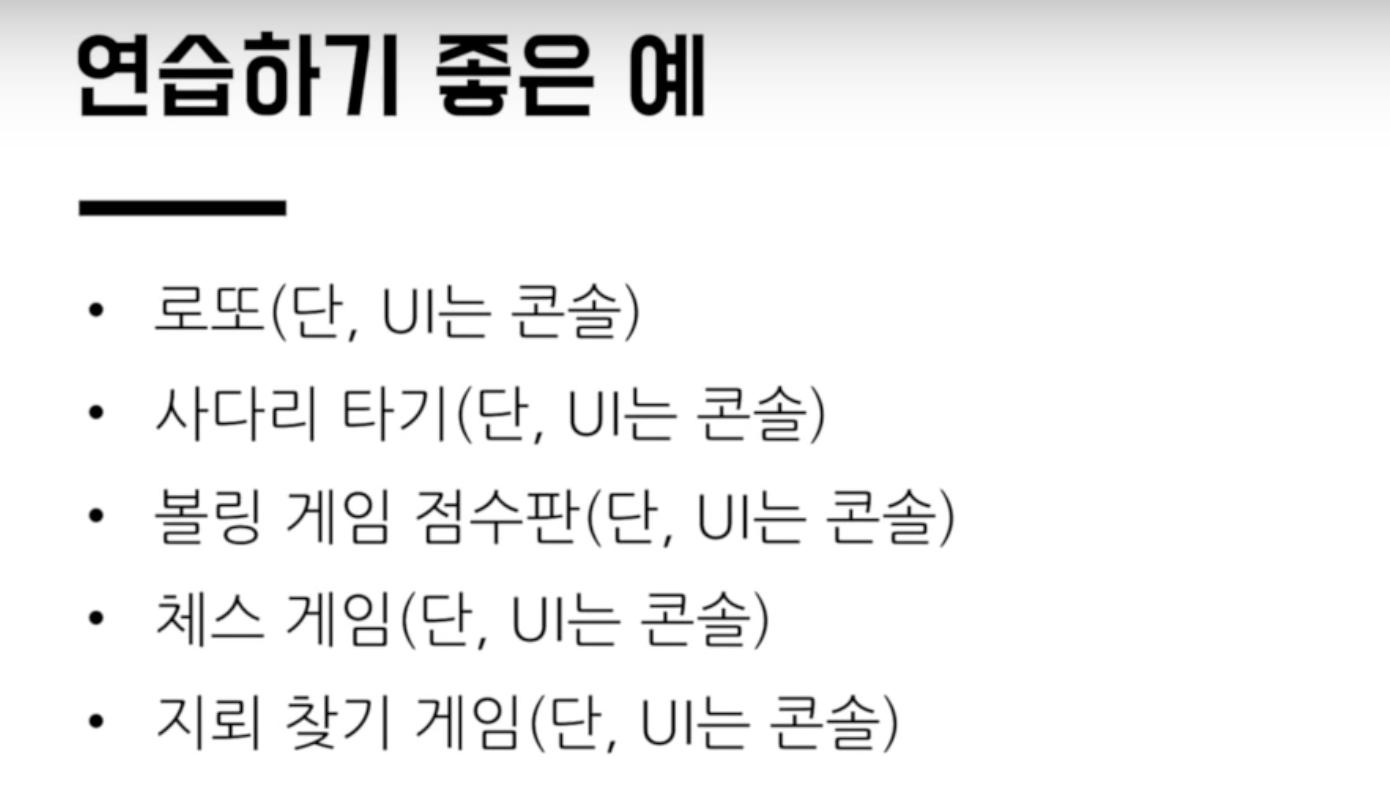 연습하기 좋은 예
• 로또(단, UI는 콘솔)
• 사다리 타기(단, UI는 콘솔)
• 볼링 게임 점수판(단, UI는 콘솔)
• 체스 게임(단, UI는 콘솔)
• 지뢰 찾기 게임(단, UI는 콘솔)